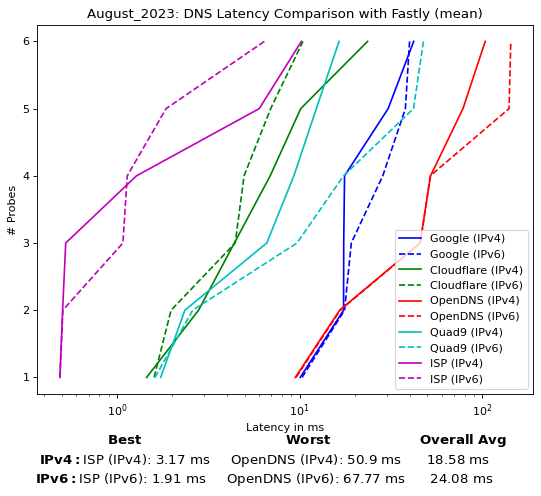 August_2023: DNS Latency Comparison with Fastly (mean)
# Probes
6
5
4
3
2
1
10⁰ 10¹ 10²
Latency in ms
Google (IPv4)
Google (IPv6)
Cloudflare (IPv4)
Cloudflare (IPv6)
OpenDNS (IPv4)
OpenDNS (IPv6)
Quad9 (IPv4)
Quad9 (IPv6)
ISP (IPv4)
ISP (IPv6)
Best Worst Overall Avg
IPv4: ISP (IPv4): 3.17 ms OpenDNS (IPv4): 50.9 ms 18.58 ms
IPv6: ISP (IPv6): 1.91 ms OpenDNS (IPv6): 67.77 ms 24.08 ms